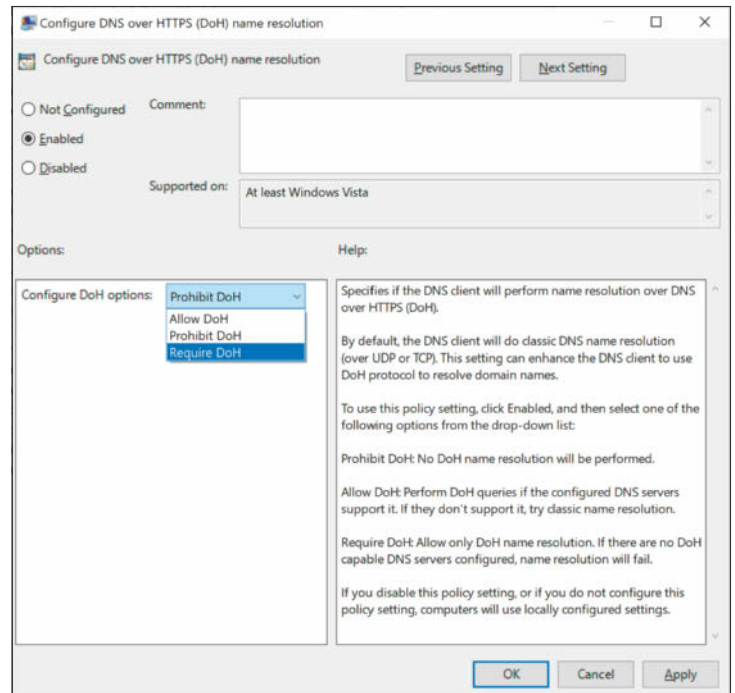 Configure DNS over HTTPS (DoH) name resolution
Configure DNS over HTTPS (DoH) name resolution
Previous Setting
Next Setting
Not Configured
Enabled
Disabled
Comment:
Supported on:
At least Windows Vista
Options:
Help:
Configure DoH options:
Prohibit DoH
Allow DoH
Prohibit DoH
Require DoH
Specifies if the DNS client will perform name resolution over DNS
over HTTPS (DoH).
By default, the DNS client will do classic DNS name resolution
(over UDP or TCP). This setting can enhance the DNS client to use
DoH protocol to resolve domain names.
To use this policy setting, click Enabled, and then select one of the
following options from the drop-down list:
Prohibit DoH: No DoH name resolution will be performed.
Allow DoH: Perform DoH queries if the configured DNS servers
support it. If they don't support it, try classic name resolution.
Require DoH: Allow only DoH name resolution. If there are no DoH
capable DNS servers configured, name resolution will fail.
If you disable this policy setting, or if you do not configure this
policy setting, computers will use locally configured settings.
OK
Cancel
Apply